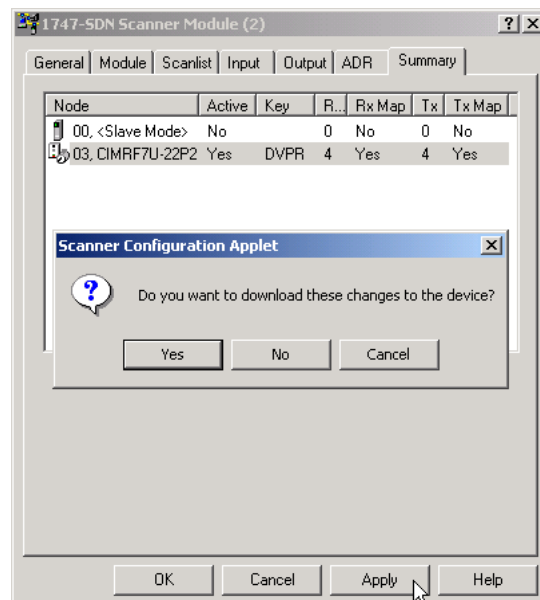 1747-SDN Scanner Module (2)
General Module Scanlist Input Output ADR Summary
Node Active Key R... Rx Map Tx Tx Map
00, <Slave Mode> No 0 No 0 No
03, CIMRF7U-22P2 Yes DVPR 4 Yes 4 Yes
Scanner Configuration Applet
Do you want to download these changes to the device?
Yes No Cancel
OK Cancel Apply Help